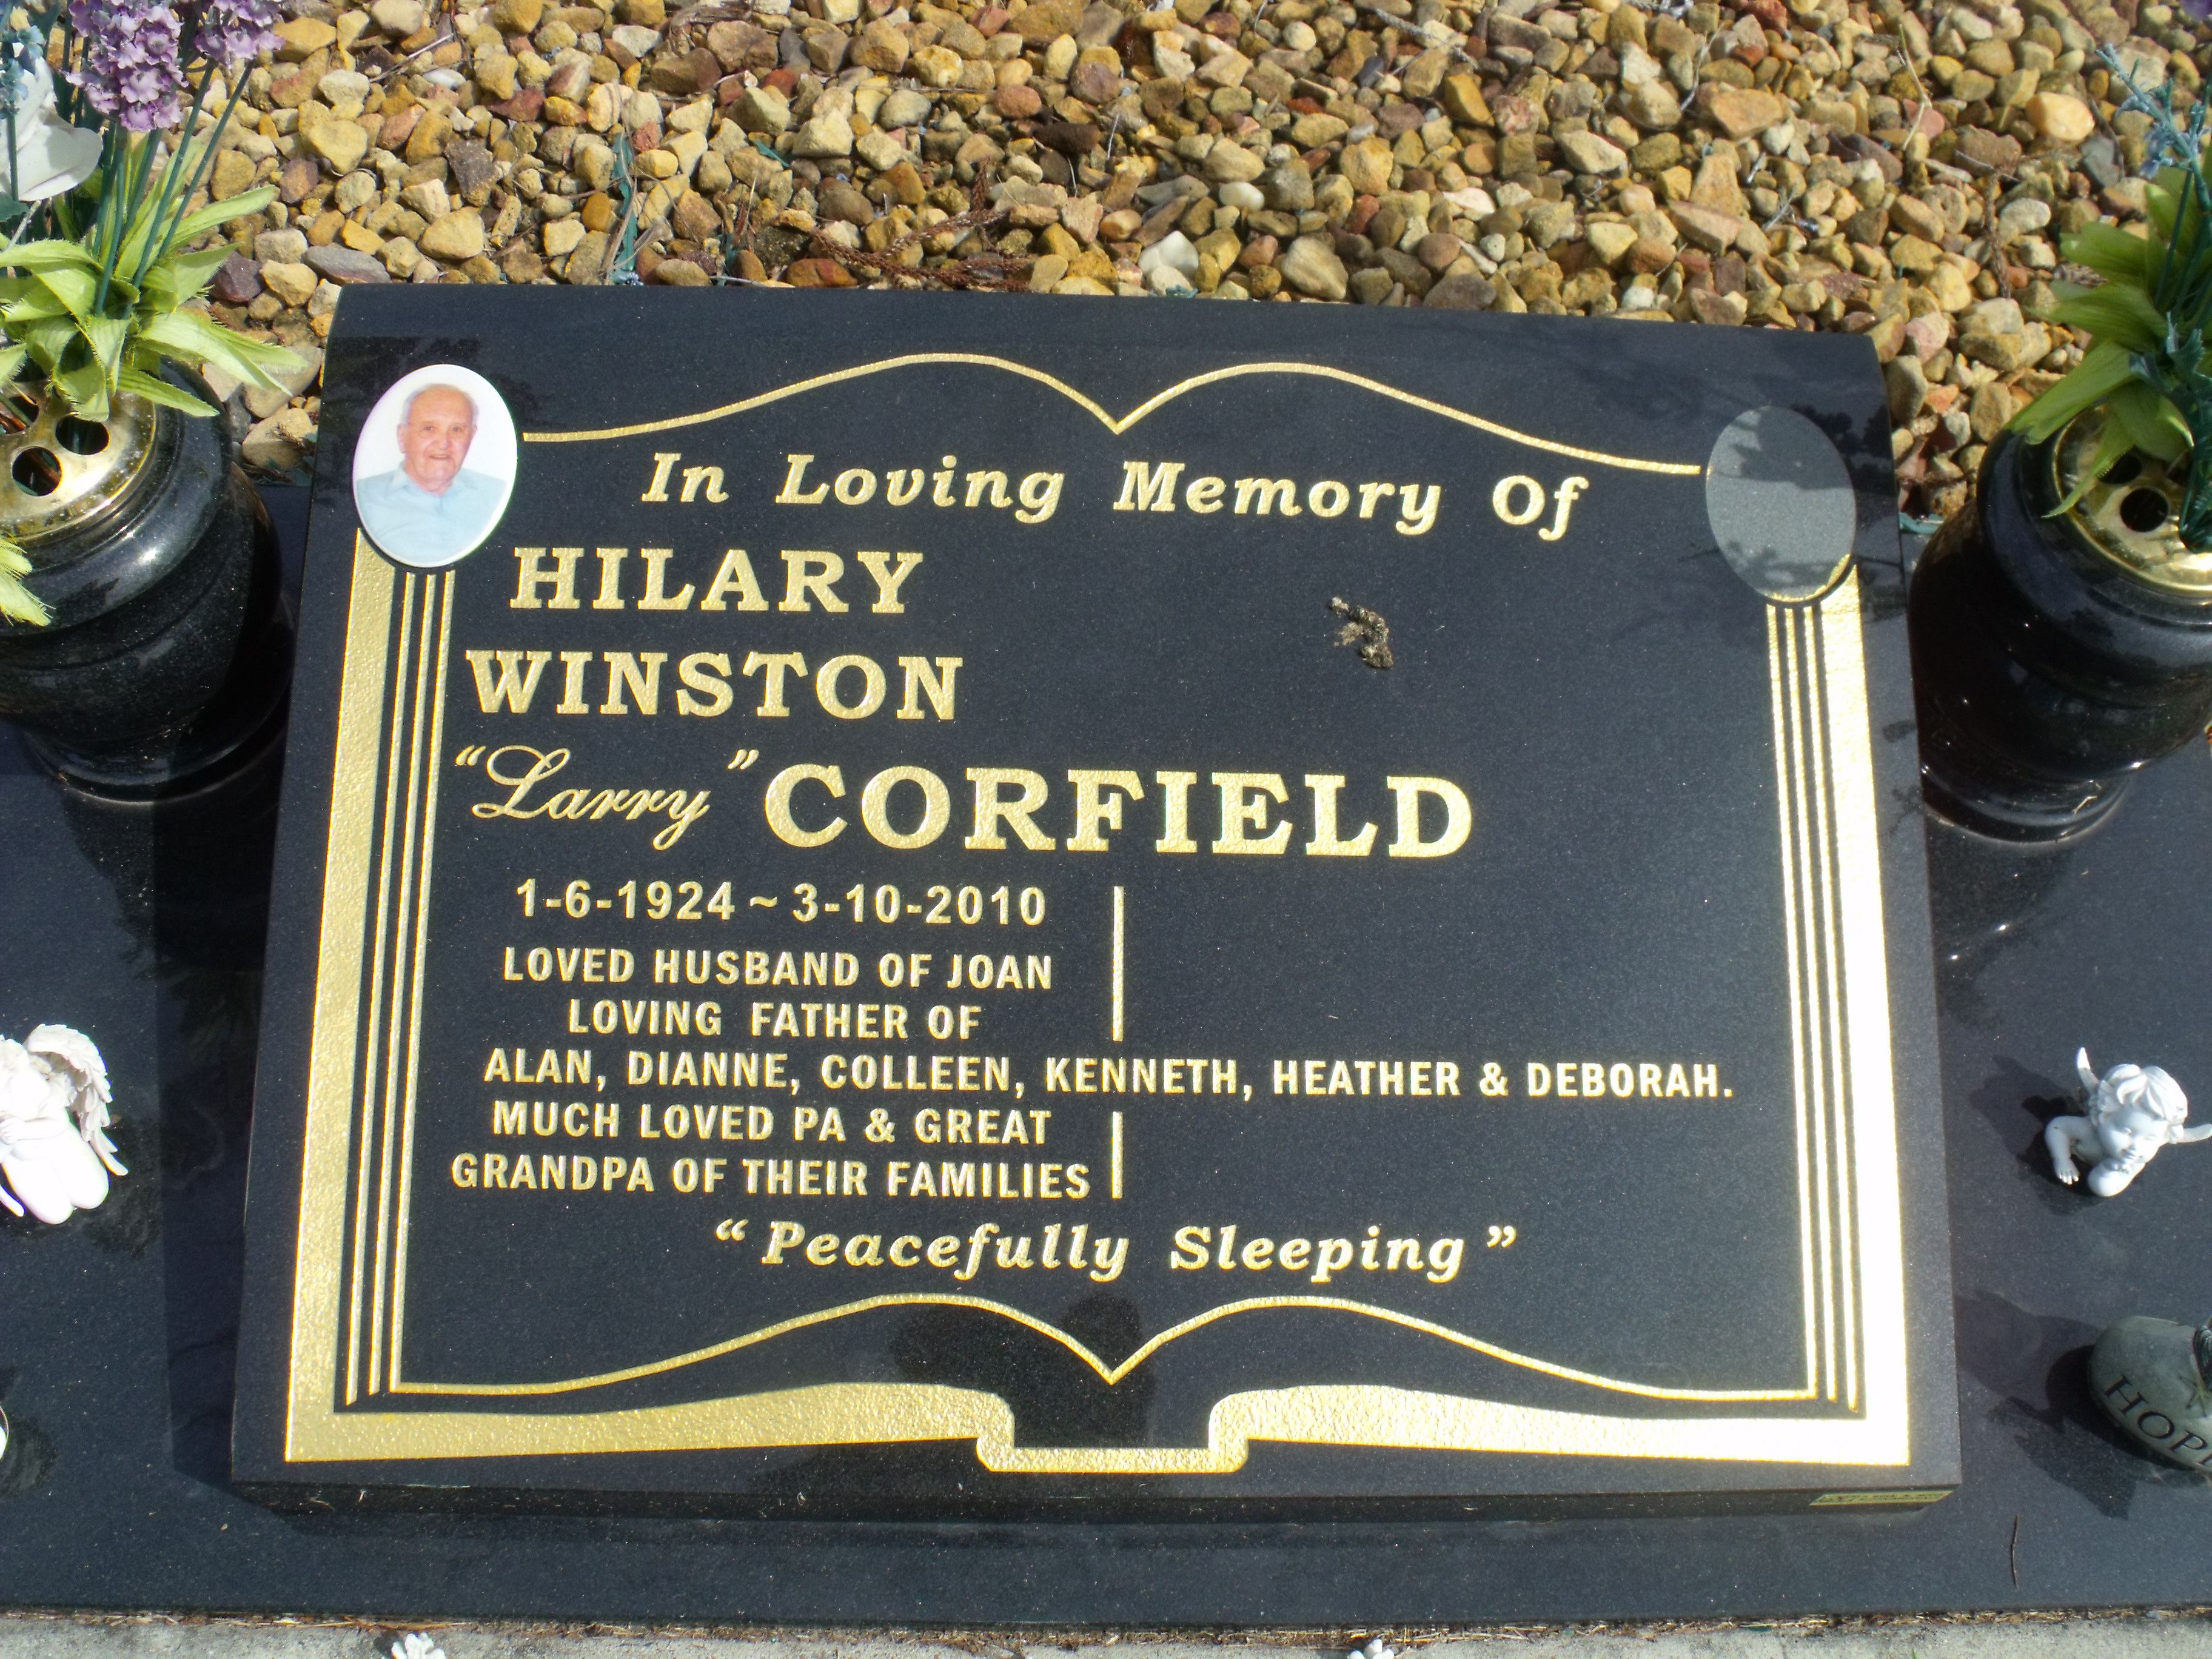 In Loving Memory Of
HILARY
WINSTON
"Larry" CORFIELD
1-6-1924 ~ 3-10-2010
LOVED HUSBAND OF JOAN
LOVING FATHER OF
ALAN, DIANNE, COLLEEN, KENNETH, HEATHER & DEBORAH.
MUCH LOVED PA & GREAT
GRANDPA OF THEIR FAMILIES
"Peacefully Sleeping"